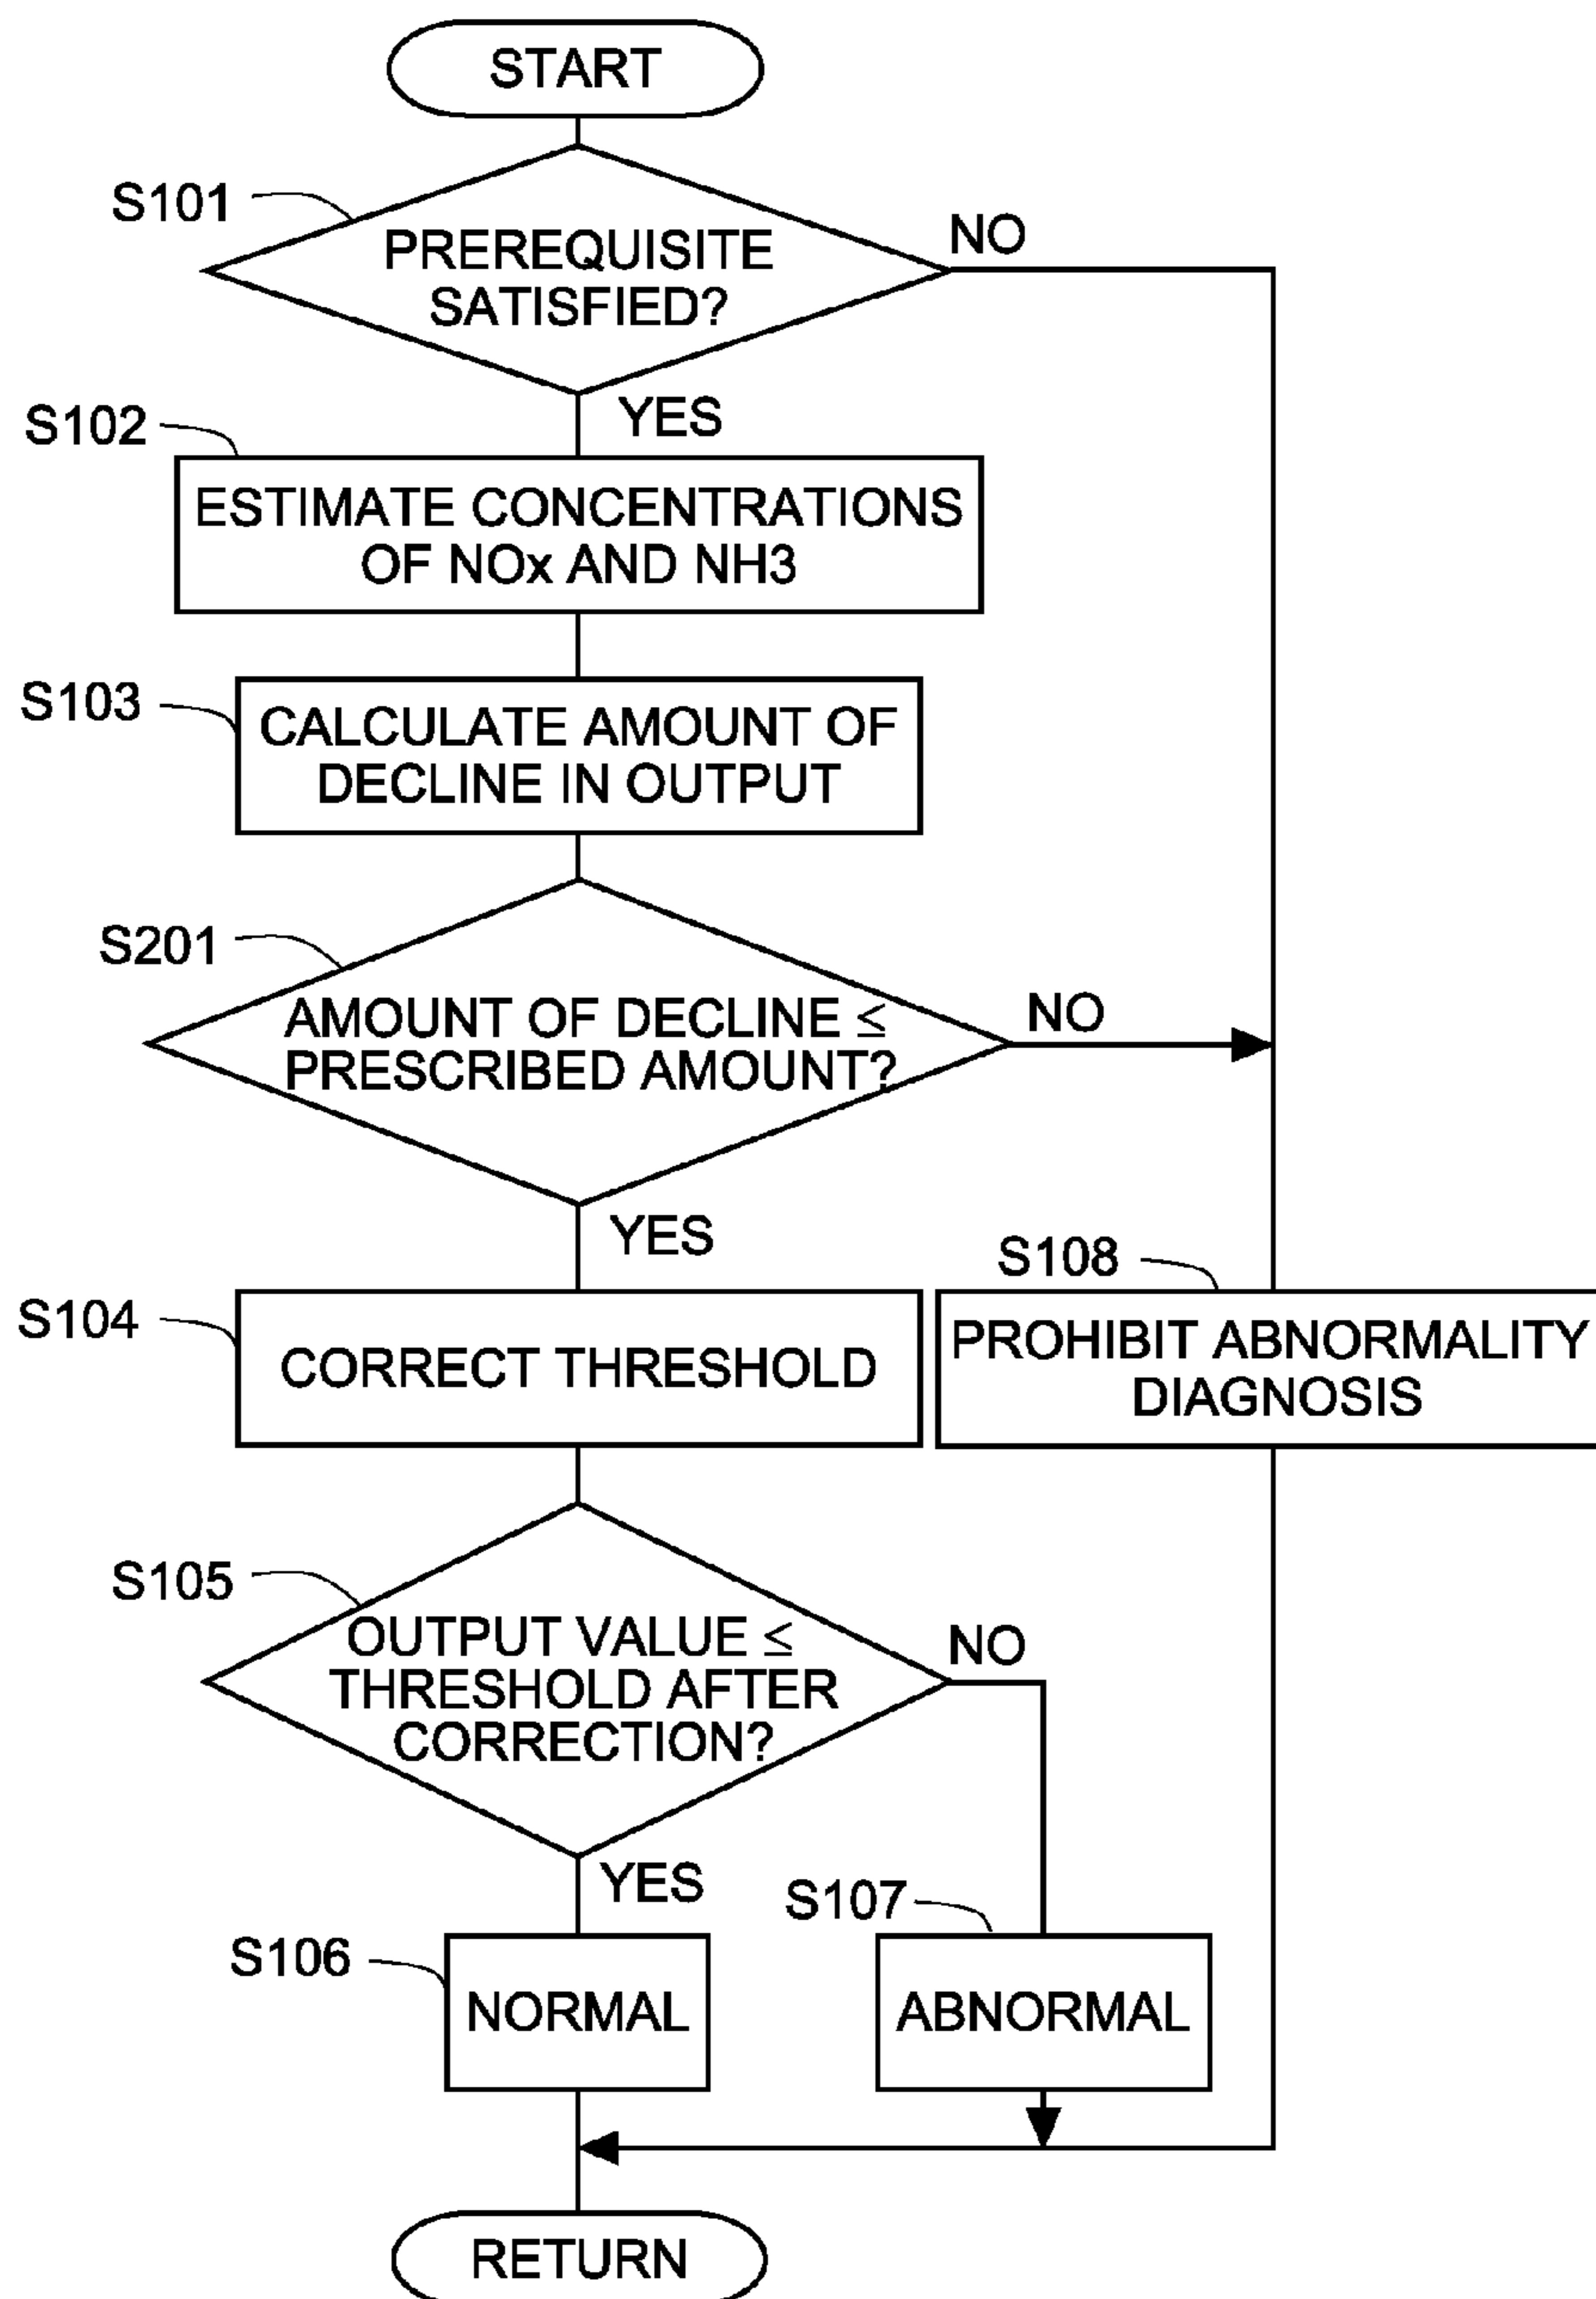 START
S101
PREREQUISITE
SATISFIED?
NO
YES
S102
ESTIMATE CONCENTRATIONS
OF NOx AND NH3
S103
CALCULATE AMOUNT OF
DECLINE IN OUTPUT
S201
AMOUNT OF DECLINE ≤
PRESCRIBED AMOUNT?
NO
YES
S104
CORRECT THRESHOLD
S108
PROHIBIT ABNORMALITY
DIAGNOSIS
S105
OUTPUT VALUE ≤
THRESHOLD AFTER
CORRECTION?
NO
YES
S106
NORMAL
S107
ABNORMAL
RETURN